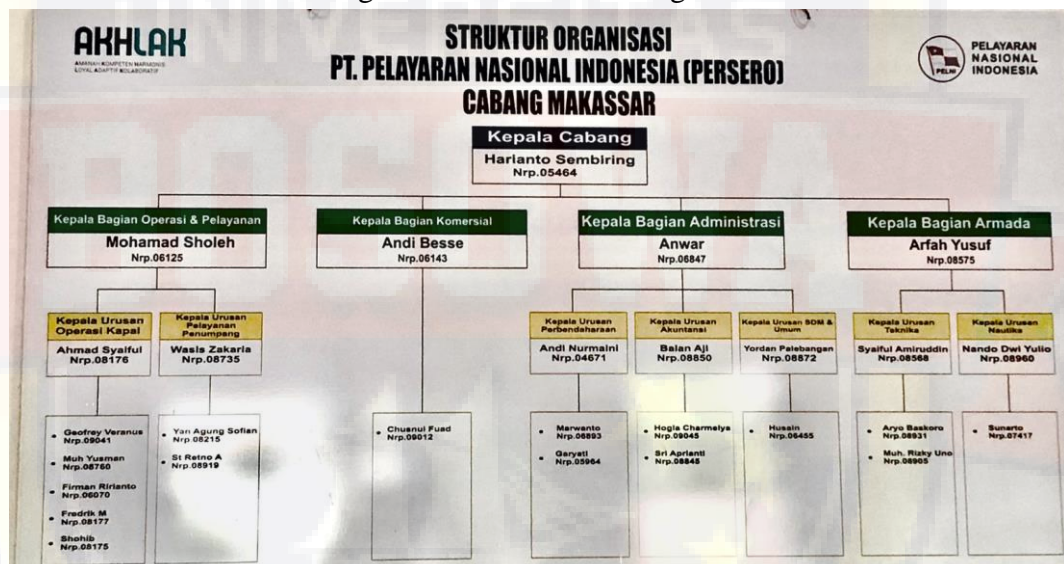 AKHLAK
AMANAH KOMPETEN HARMONIS
LOYAL ADAPTIF KOLABORATIF
STRUKTUR ORGANISASI
PT. PELAYARAN NASIONAL INDONESIA (PERSERO)
CABANG MAKASSAR
PELNI
PELAYARAN
NASIONAL
INDONESIA
Kepala Cabang
Harianto Sembiring
Nrp.05464
Kepala Bagian Operasi & Pelayanan
Mohamad Sholeh
Nrp.06125
Kepala Bagian Komersial
Andi Besse
Nrp.06143
Kepala Bagian Administrasi
Anwar
Nrp.06847
Kepala Bagian Armada
Arfah Yusuf
Nrp.08575
Kepala Urusan
Operasi Kapal
Ahmad Syaiful
Nrp.08176
Kepala Urusan
Pelayanan
Penumpang
Wasis Zakaria
Nrp.08735
Kepala Urusan
Perbendaharaan
Andi Nurmaini
Nrp.04671
Kepala Urusan
Akuntansi
Balan Aji
Nrp.08850
Kepala Urusan SDM &
Umum
Yordan Palebangan
Nrp.08872
Kepala Urusan
Teknika
Syaiful Amiruddin
Nrp.08568
Kepala Urusan
Nautika
Nando Dwi Yulio
Nrp.08960
Geofrey Veranus
Nrp.09041
Muh Yusman
Nrp.08760
Firman Ririanto
Nrp.06070
Fredrik M
Nrp.08177
Shohib
Nrp.08175
Yan Agung Sofian
Nrp.08215
St Retno A
Nrp.08919
Chusnul Fuad
Nrp.09012
Marwanto
Nrp.06893
Garyati
Nrp.05964
Hogla Charmelya
Nrp.09045
Sri Aprianti
Nrp.08845
Husain
Nrp.06455
Aryo Baskoro
Nrp.08931
Muh. Rizky Uno
Nrp.08905
Sunarto
Nrp.07417